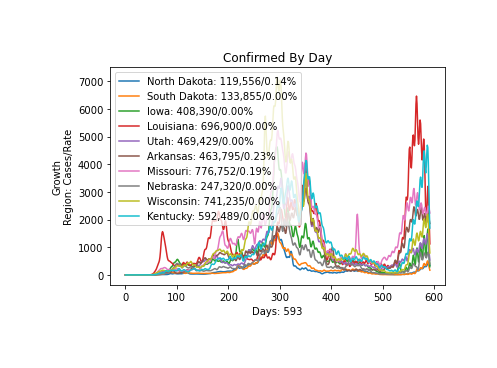 Confirmed By Day
Growth
Region: Cases/Rate
7000
6000
5000
4000
3000
2000
1000
0
North Dakota: 119,556/0.14%
South Dakota: 133,855/0.00%
Iowa: 408,390/0.00%
Louisiana: 696,900/0.00%
Utah: 469,429/0.00%
Arkansas: 463,795/0.23%
Missouri: 776,752/0.19%
Nebraska: 247,320/0.00%
Wisconsin: 741,235/0.00%
Kentucky: 592,489/0.00%
0 100 200 300 400 500 600
Days: 593